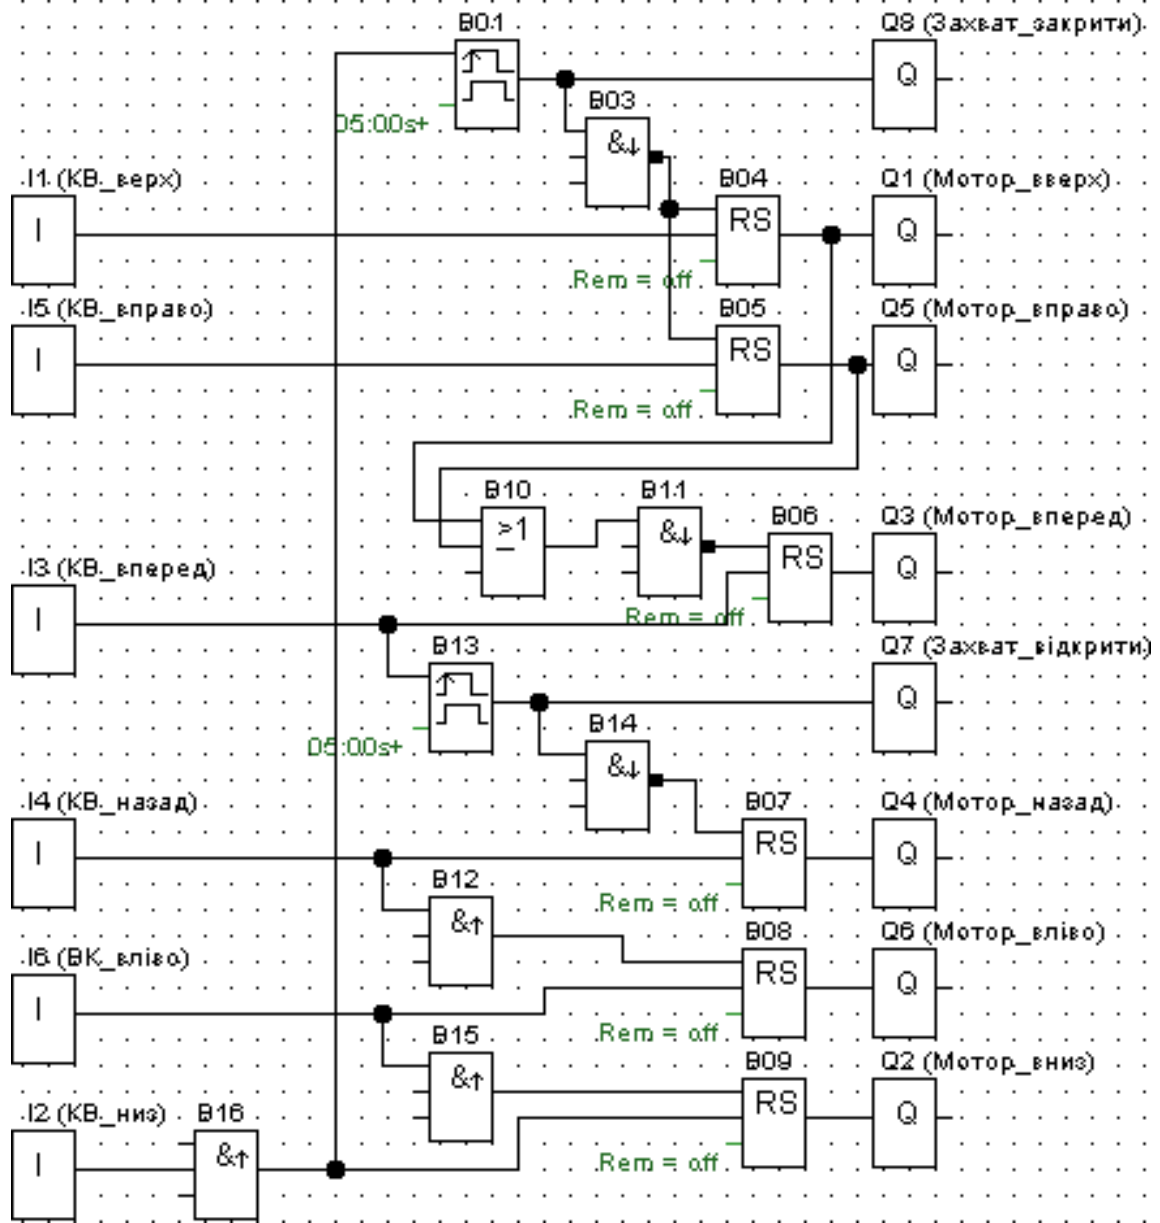 B01 Q8 (Захват_закрити)
05:00s+ B03
I1 (КВ_верх) B04 Q1 (Мотор_вверх)
&↓
I RS Q
Rem = off
I5 (КВ_вправо) B05 Q5 (Мотор_вправо)
I RS Q
Rem = off
B10 B11 B06 Q3 (Мотор_вперед)
≥1 &↓ RS Q
I3 (КВ_вперед)
I Rem = off
B13 Q7 (Захват_відкрити)
Q
05:00s+ B14
&↓
I4 (КВ_назад) B07 Q4 (Мотор_назад)
I RS Q
B12 Rem = off
&↑
I6 (ВК_вліво) B08 Q6 (Мотор_вліво)
I RS Q
B15 Rem = off
&↑
B09 Q2 (Мотор_вниз)
RS Q
I2 (КВ_низ) B16
I &↑ Rem = off